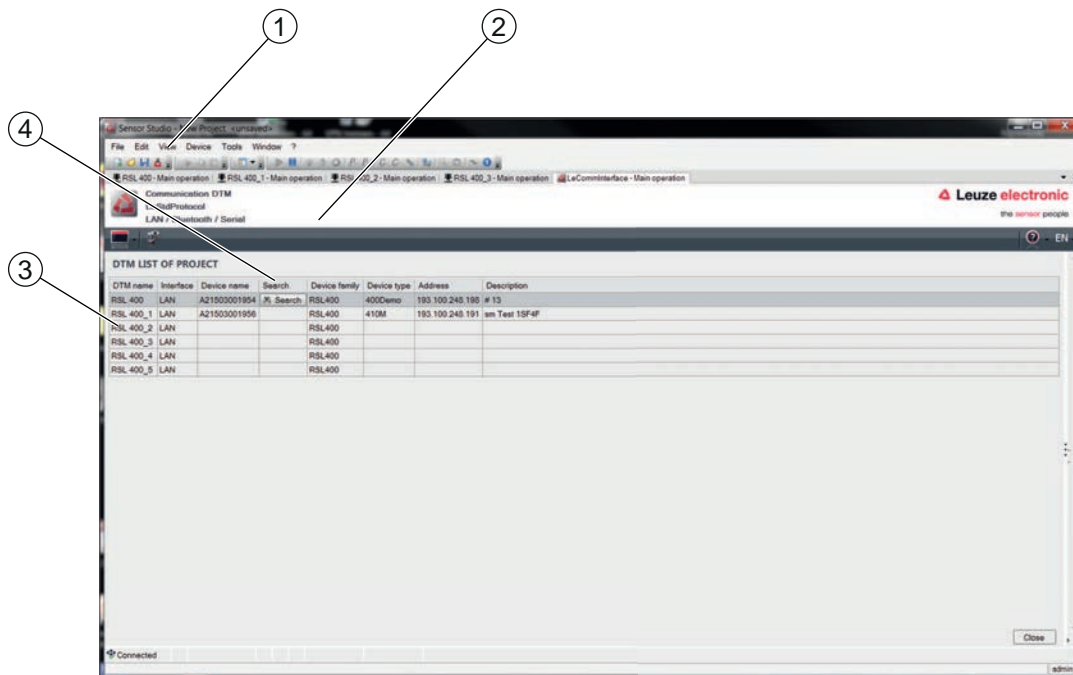 1
2
4
3
Sensor Studio - New Project <unsaved>
File Edit View Device Tools Window ?
RSL 400 - Main operation RSL 400_1 - Main operation RSL 400_2 - Main operation RSL 400_3 - Main operation LeCommInterface - Main operation
Communication DTM
LeStdProtocol
LAN / Bluetooth / Serial
Leuze electronic
the sensor people
? EN
DTM LIST OF PROJECT
DTM name Interface Device name Search Device family Device type Address Description
RSL 400 LAN A21503001954 Search RSL400 400Demo 193.100.248.198 # 13
RSL 400_1 LAN A21503001956 RSL400 410M 193.100.248.191 sm Test 1SF4F
RSL 400_2 LAN RSL400
RSL 400_3 LAN RSL400
RSL 400_4 LAN RSL400
RSL 400_5 LAN RSL400
Close
Connected
admin